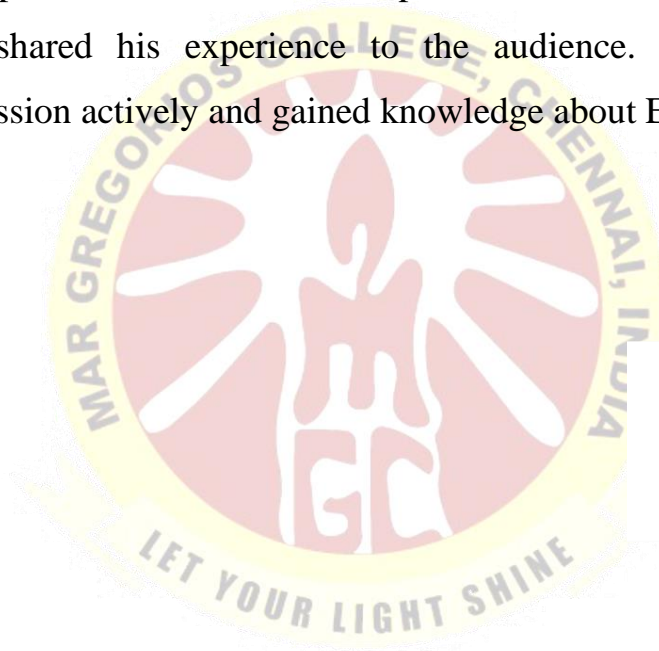 shared his experience to the audience.
ssion actively and gained knowledge about E
MAR GREGORIOS COLLEGE, CHENNAI, INDIA
MGC
LET YOUR LIGHT SHINE